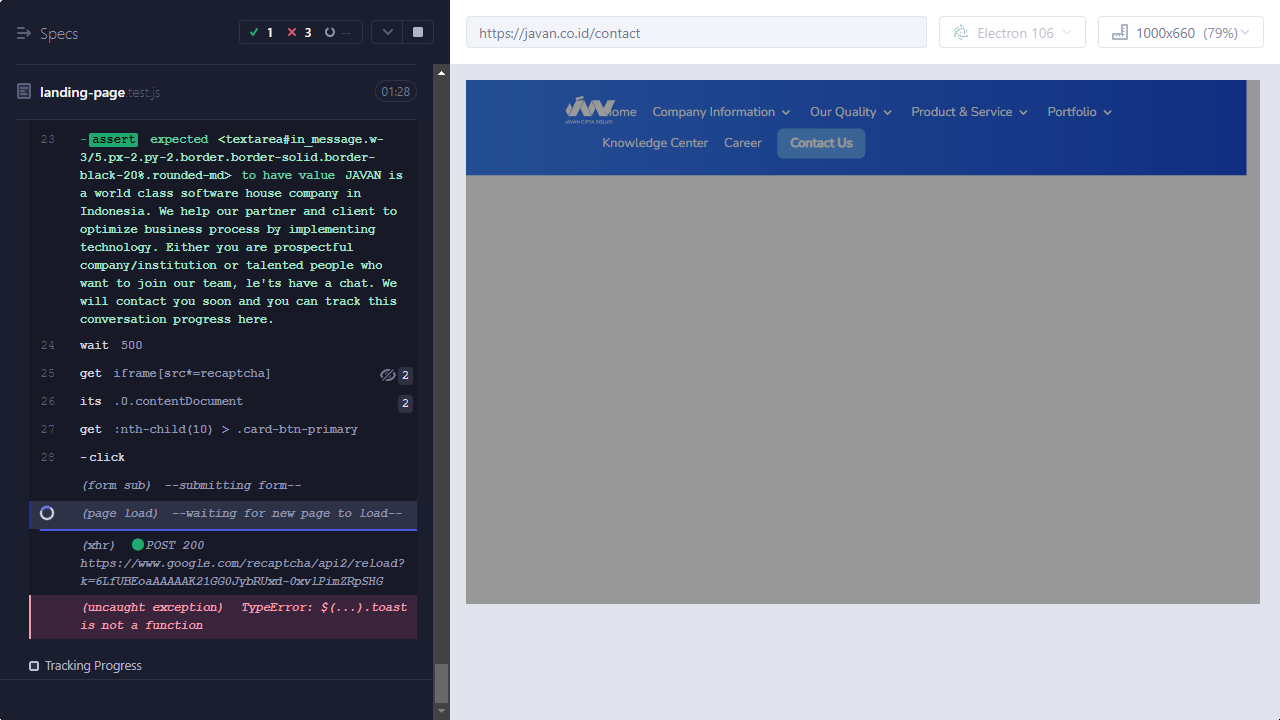 Specs
1
3
--
landing-page.test.js
01:28
23 -assert expected <textarea#in_message.w-
3/5.px-2.py-2.border.border-solid.border-
black-20%.rounded-md> to have value JAVAN is
a world class software house company in
Indonesia. We help our partner and client to
optimize business process by implementing
technology. Either you are prospectful
company/institution or talented people who
want to join our team, le'ts have a chat. We
will contact you soon and you can track this
conversation progress here.
24 wait 500
25 get iframe[src*=recaptcha] 2
26 its .0.contentDocument 2
27 get :nth-child(10) > .card-btn-primary
28 -click
(form sub) --submitting form--
(page load) --waiting for new page to load--
(xhr) POST 200
https://www.google.com/recaptcha/api2/reload?
k=6LfUBEoaAAAAAK21GG0JybRUxd-0xvlPimZRpSHG
(uncaught exception) TypeError: $(...).toast
is not a function
Tracking Progress
https://javan.co.id/contact
Electron 106
1000x660 (79%)
JAVAN CIPTA SOLUSI
Home Company Information Our Quality Product & Service Portfolio
Knowledge Center Career Contact Us